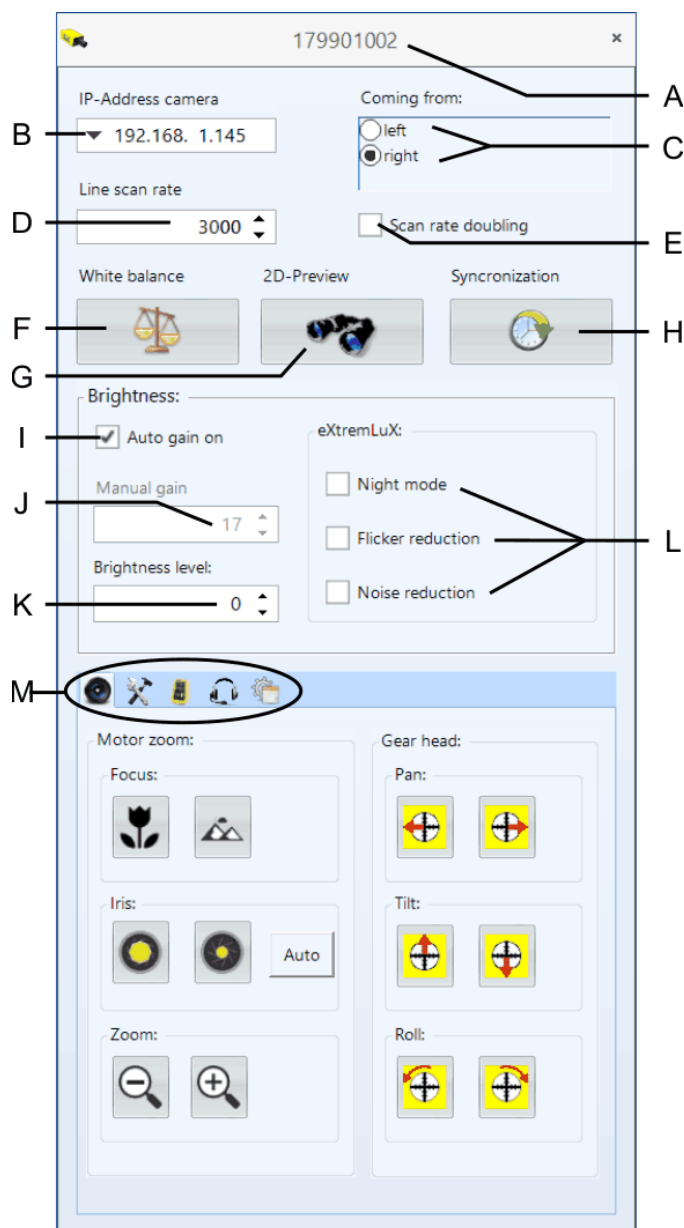 179901002
A
IP-Address camera
Coming from:
B
192.168.  1.145
left
right
C
Line scan rate
D
3000
Scan rate doubling
E
White balance
2D-Preview
Syncronization
F
G
H
Brightness:
I
Auto gain on
eXtremLuX:
Manual gain
Night mode
J
17
Flicker reduction
L
Brightness level:
K
0
Noise reduction
M
Motor zoom:
Gear head:
Focus:
Pan:
Iris:
Tilt:
Auto
Zoom:
Roll: